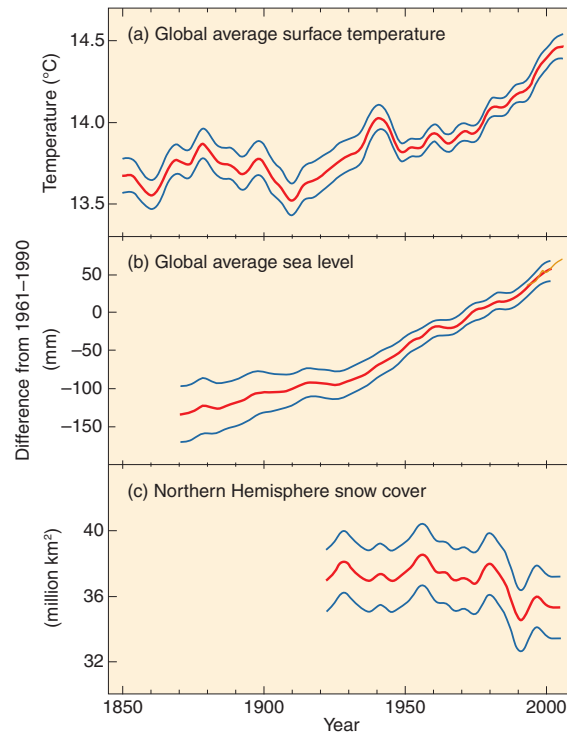 (a) Global average surface temperature
Temperature (°C)
14.5
14.0
13.5
(b) Global average sea level
Difference from 1961–1990
(mm)
50
0
−50
−100
−150
(c) Northern Hemisphere snow cover
(million km²)
40
36
32
1850
1900
1950
2000
Year